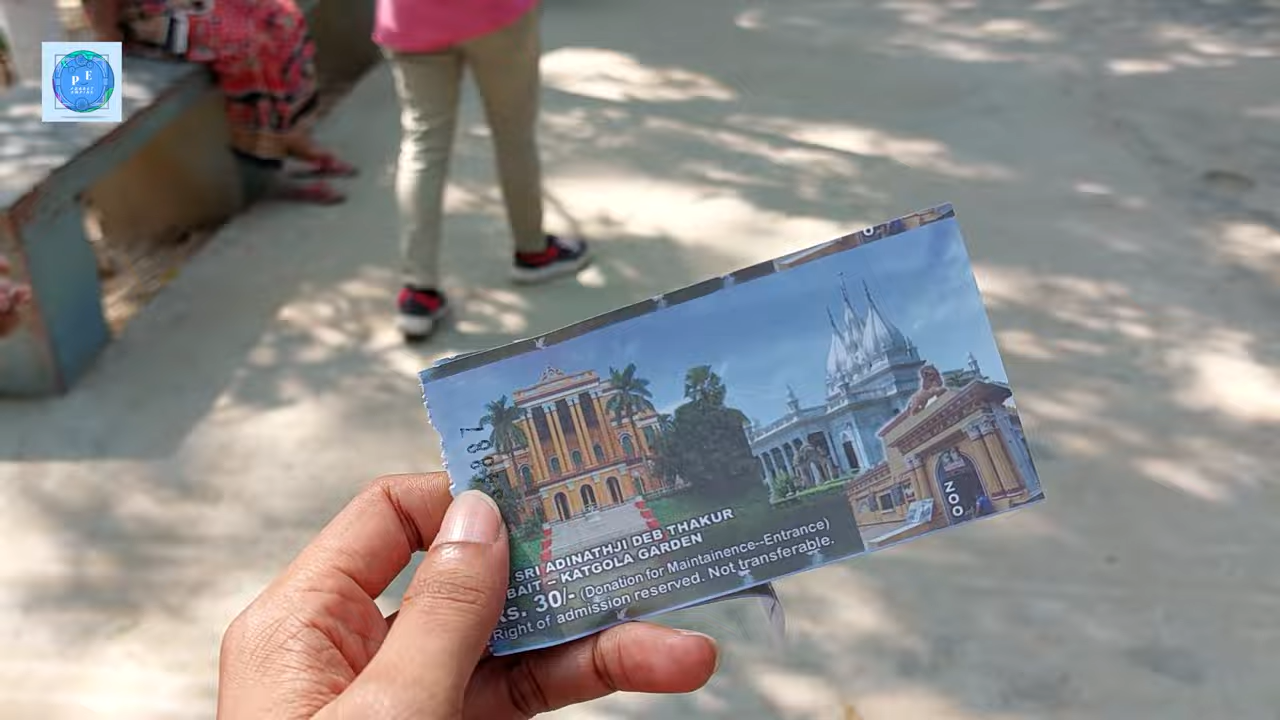 P E
ZOO
SRI ADINATHJI DEB THAKUR
BAIT – KATGOLA GARDEN
Rs. 30/- (Donation for Maintainence--Entrance)
Right of admission reserved. Not transferable.